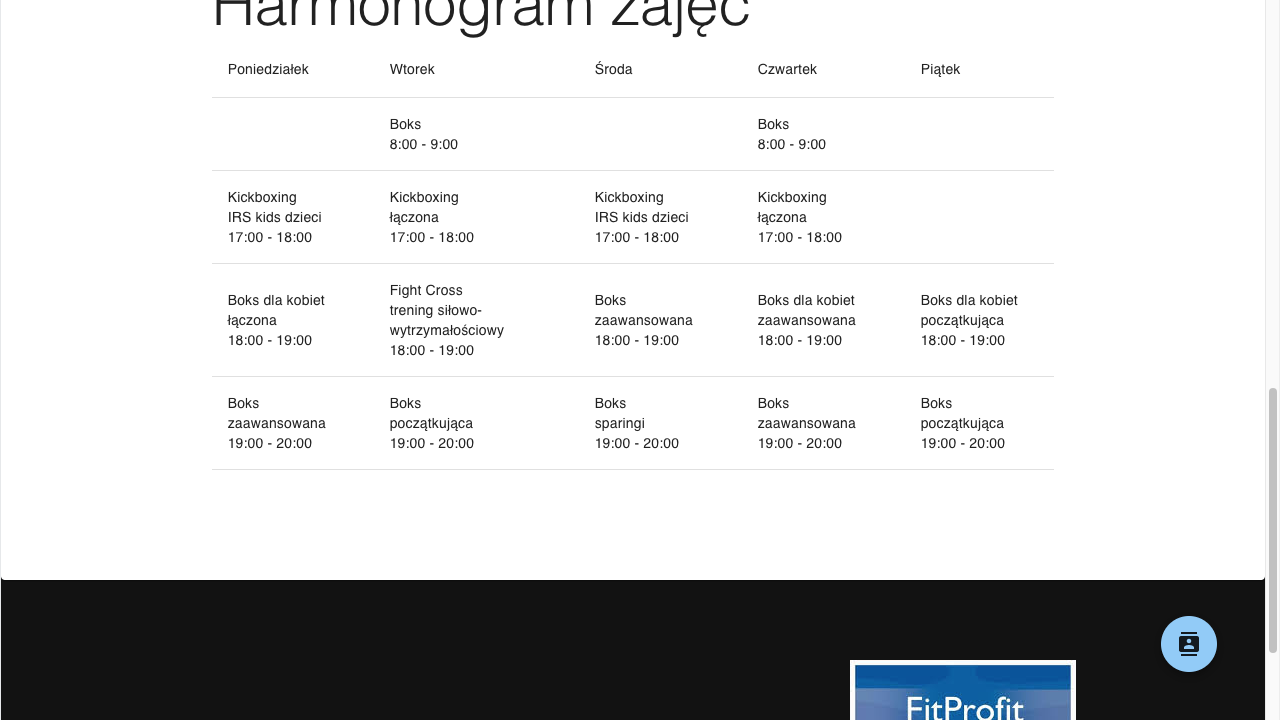 Harmonogram zajęć
Poniedziałek
Wtorek
Środa
Czwartek
Piątek
Boks
8:00 - 9:00
Boks
8:00 - 9:00
Kickboxing
IRS kids dzieci
17:00 - 18:00
Kickboxing
łączona
17:00 - 18:00
Kickboxing
IRS kids dzieci
17:00 - 18:00
Kickboxing
łączona
17:00 - 18:00
Boks dla kobiet
łączona
18:00 - 19:00
Fight Cross
trening siłowo-
wytrzymałościowy
18:00 - 19:00
Boks
zaawansowana
18:00 - 19:00
Boks dla kobiet
zaawansowana
18:00 - 19:00
Boks dla kobiet
początkująca
18:00 - 19:00
Boks
zaawansowana
19:00 - 20:00
Boks
początkująca
19:00 - 20:00
Boks
sparingi
19:00 - 20:00
Boks
zaawansowana
19:00 - 20:00
Boks
początkująca
19:00 - 20:00
FitProfit